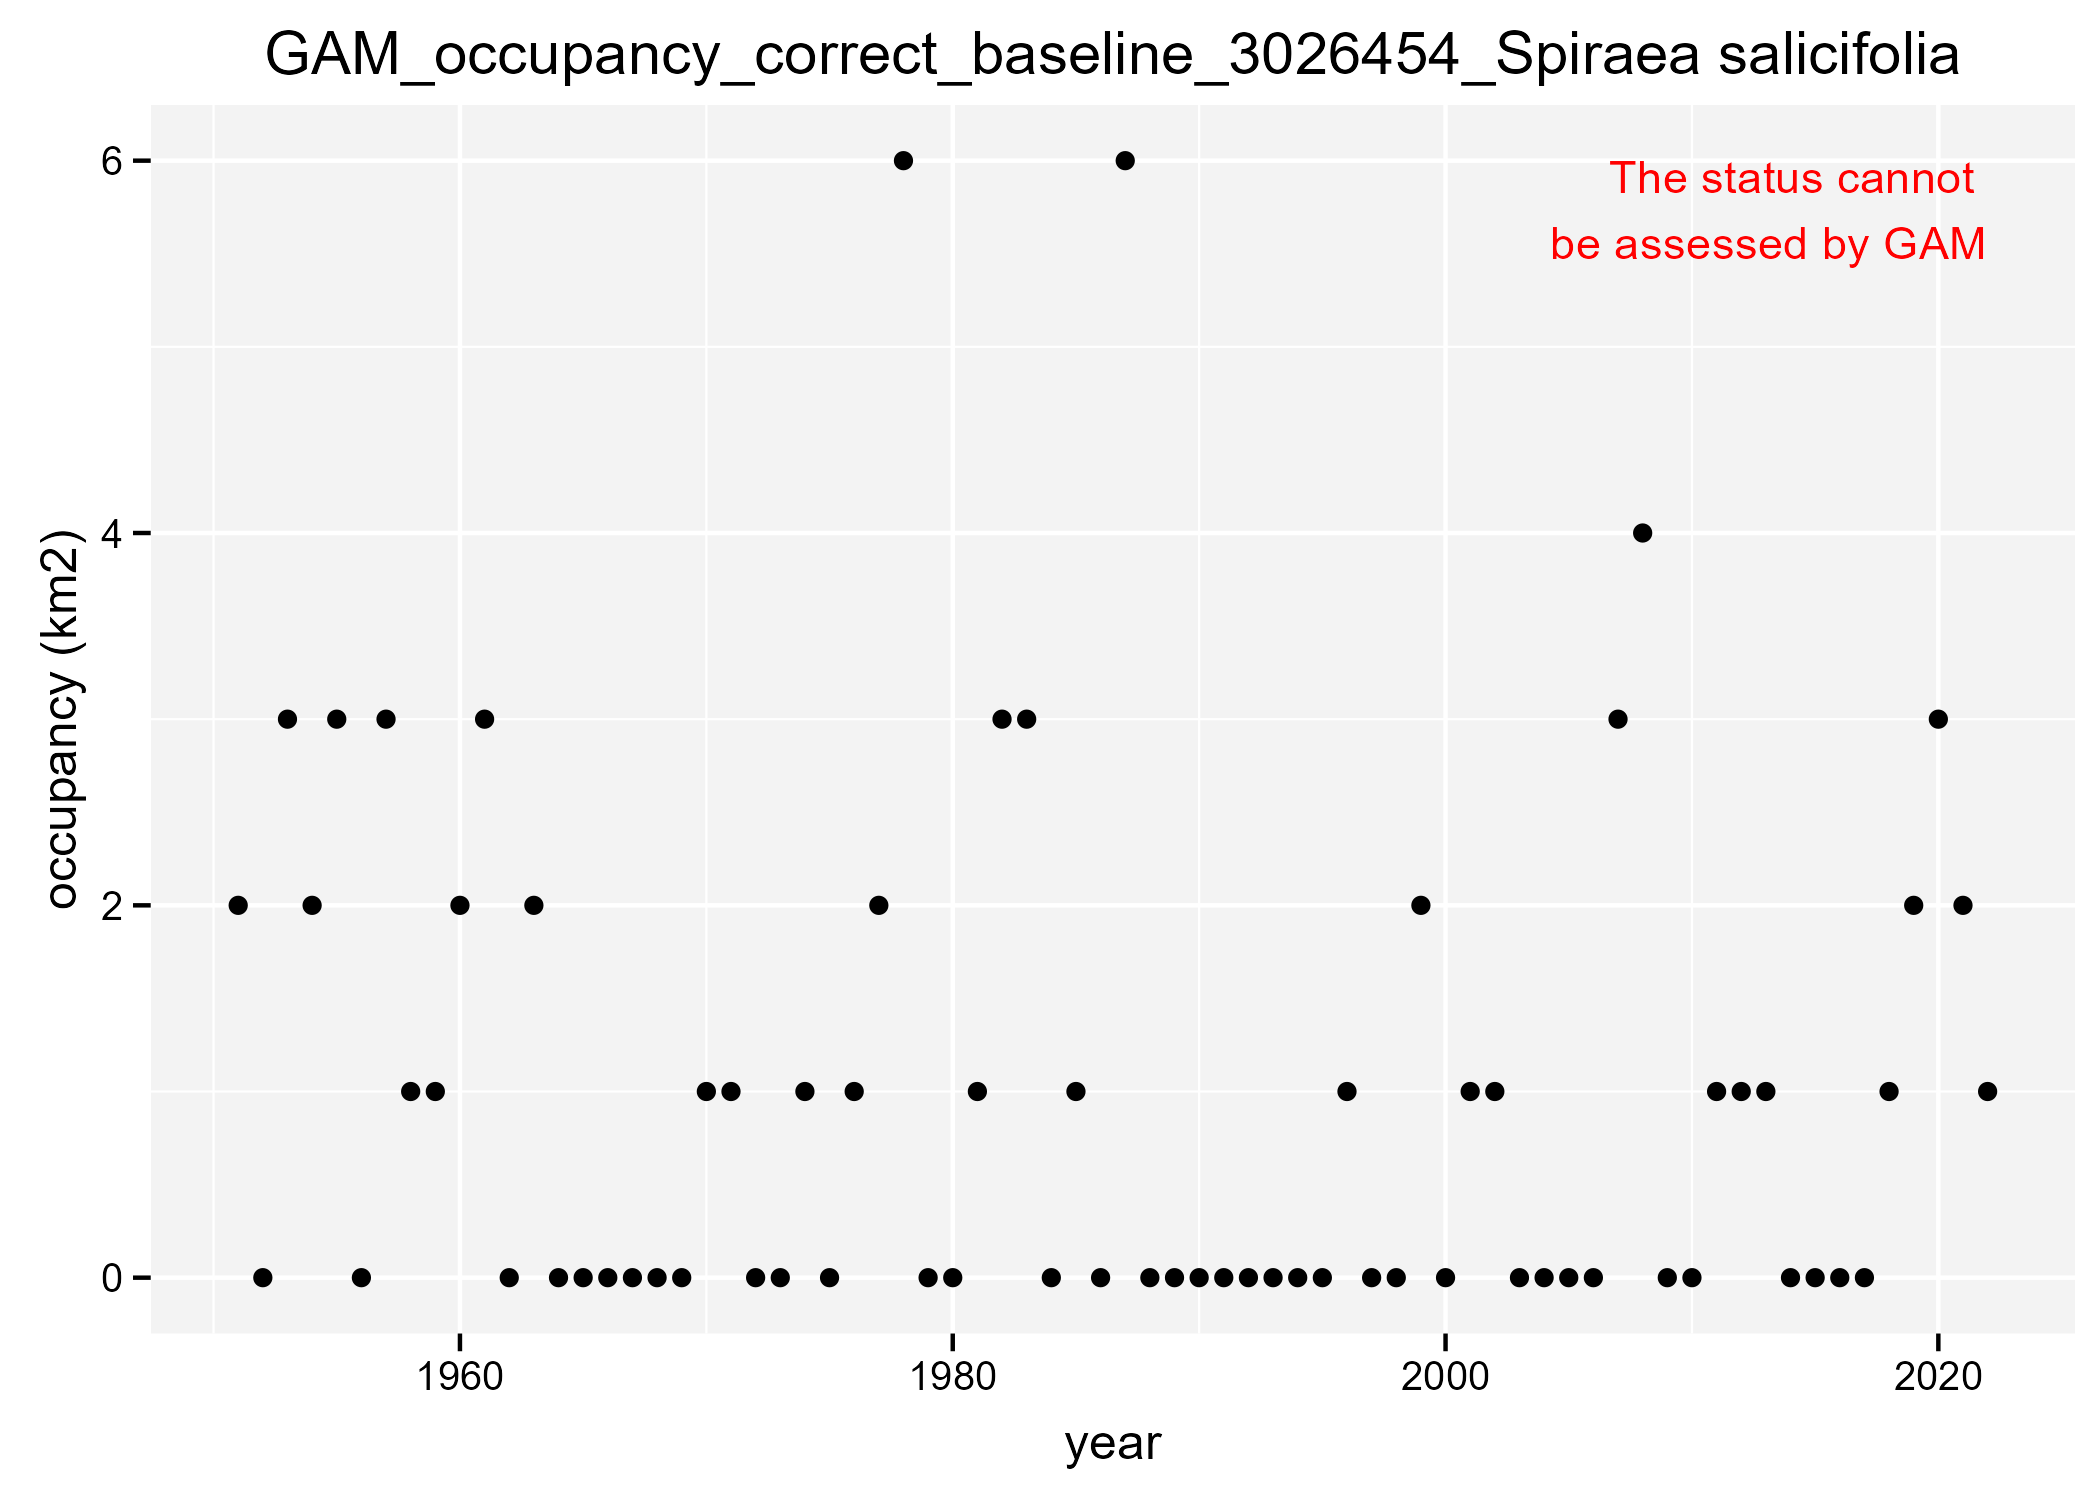 GAM_occupancy_correct_baseline_3026454_Spiraea salicifolia
The status cannot
be assessed by GAM
6
4
2
0
occupancy (km2)
1960
1980
2000
2020
year